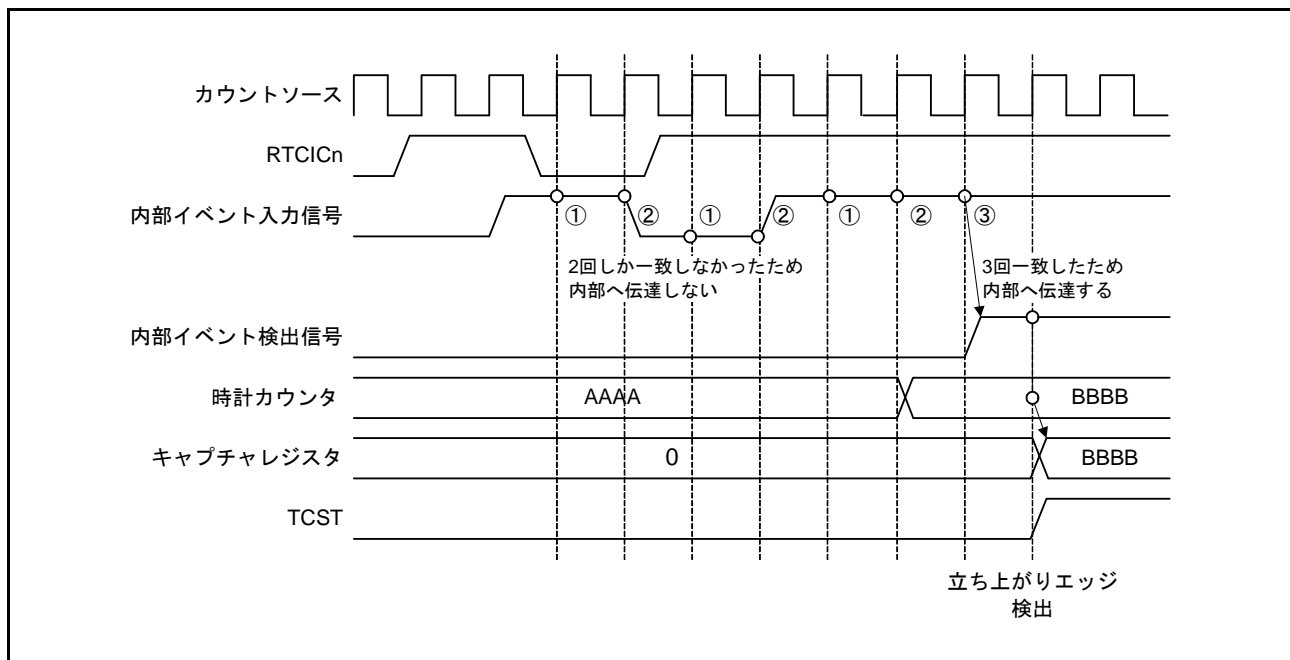 カウントソース
RTCICn
内部イベント入力信号
① ② ① ② ① ② ③
2回しか一致しなかったため
内部へ伝達しない
3回一致したため
内部へ伝達する
内部イベント検出信号
時計カウンタ
AAAA
BBBB
キャプチャレジスタ
0
BBBB
TCST
立ち上がりエッジ
検出